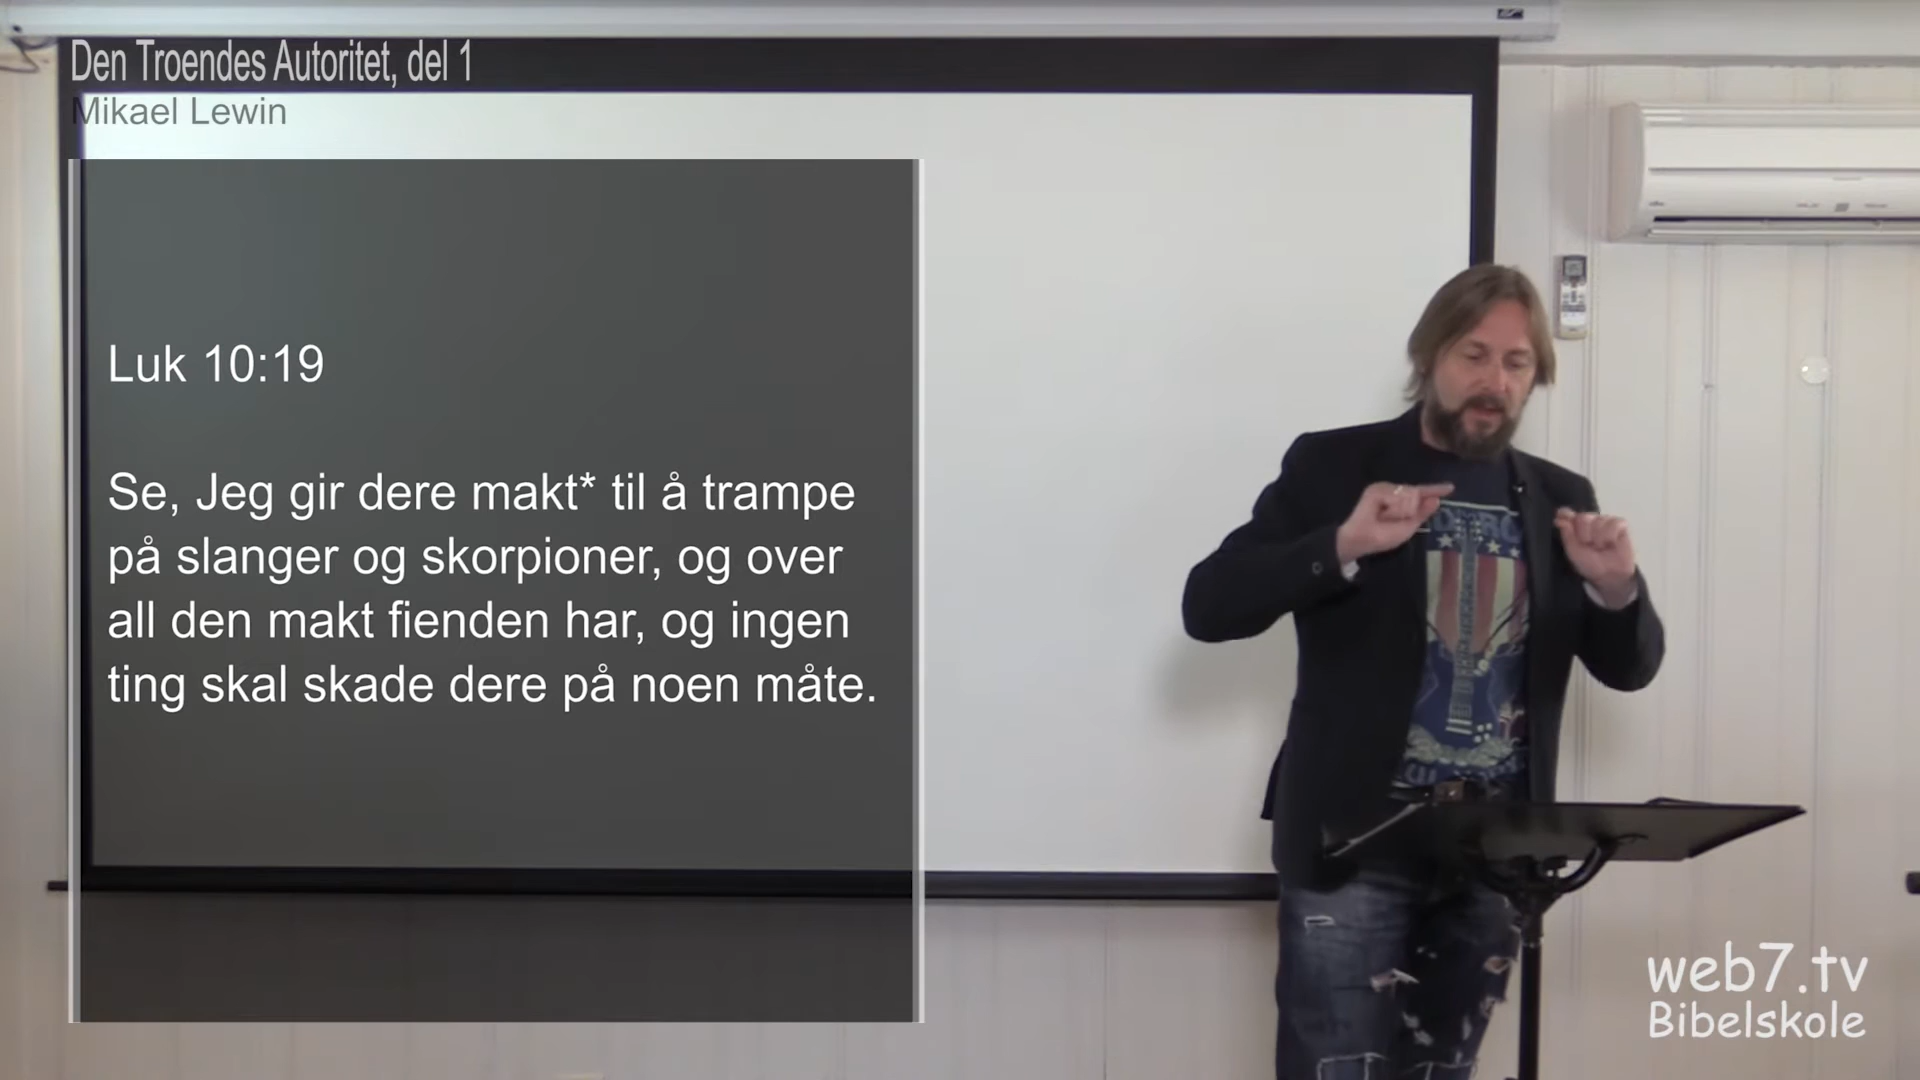 Den Troendes Autoritet, del 1
Mikael Lewin
Luk 10:19
Se, Jeg gir dere makt* til å trampe
på slanger og skorpioner, og over
all den makt fienden har, og ingen
ting skal skade dere på noen måte.
web7.tv
Bibelskole